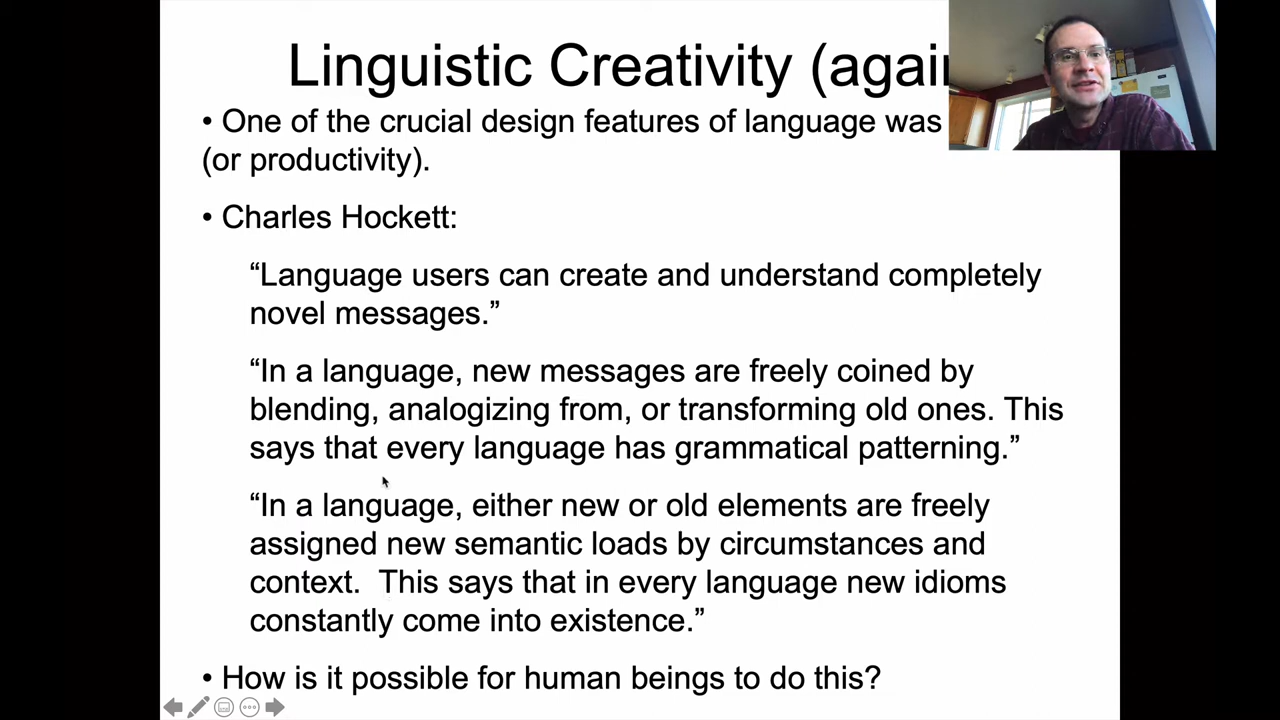 Linguistic Creativity (again
• One of the crucial design features of language was
(or productivity).
• Charles Hockett:
“Language users can create and understand completely
novel messages.”
“In a language, new messages are freely coined by
blending, analogizing from, or transforming old ones. This
says that every language has grammatical patterning.”
“In a language, either new or old elements are freely
assigned new semantic loads by circumstances and
context.  This says that in every language new idioms
constantly come into existence.”
• How is it possible for human beings to do this?